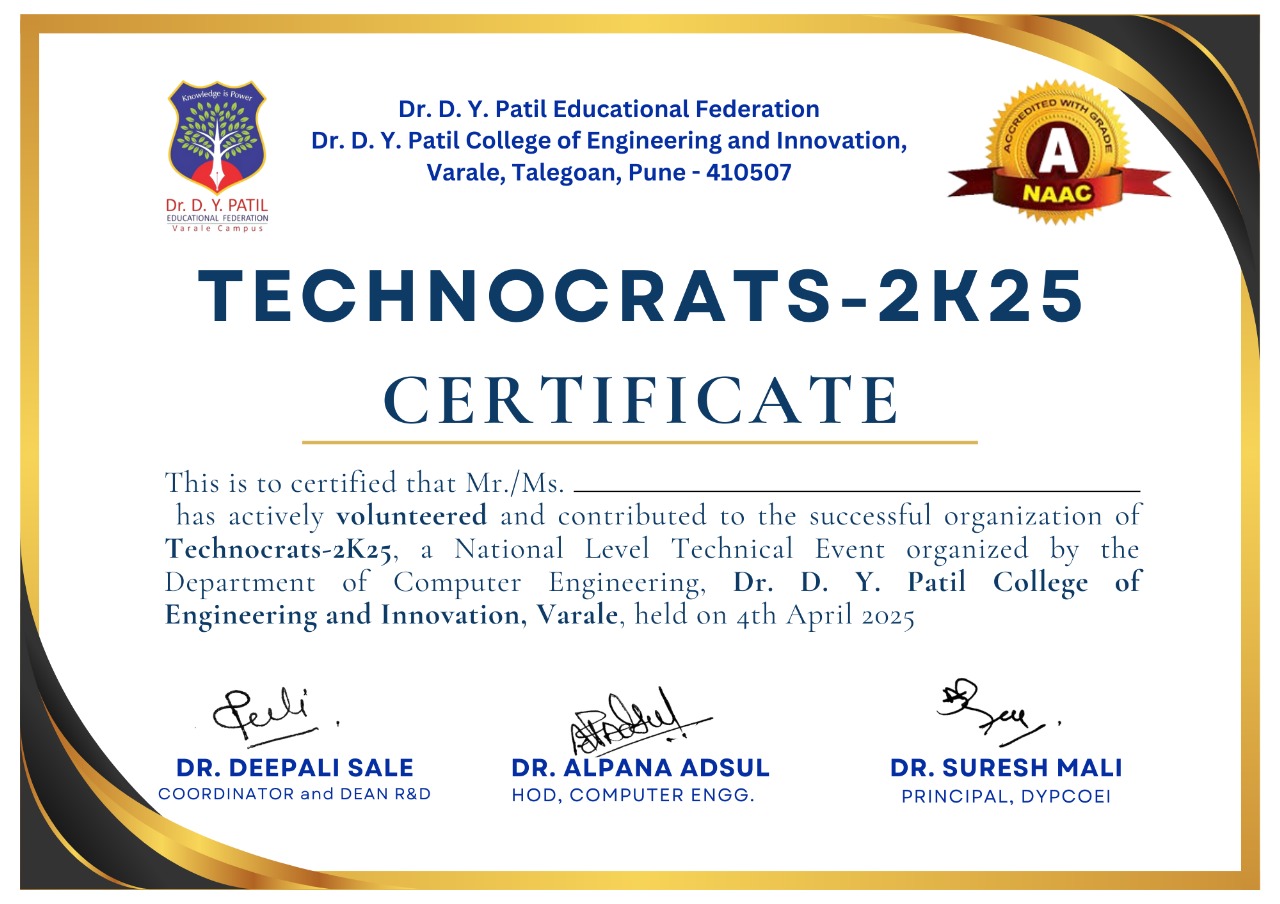 Knowledge is Power
Dr. D. Y. PATIL
EDUCATIONAL FEDERATION
Varale Campus
Dr. D. Y. Patil Educational Federation
Dr. D. Y. Patil College of Engineering and Innovation,
Varale, Talegoan, Pune - 410507
ACCREDITED WITH GRADE
A
NAAC
TECHNOCRATS-2K25
CERTIFICATE
This is to certified that Mr./Ms.
has actively volunteered and contributed to the successful organization of
Technocrats-2K25, a National Level Technical Event organized by the
Department of Computer Engineering, Dr. D. Y. Patil College of
Engineering and Innovation, Varale, held on 4th April 2025
DR. DEEPALI SALE
COORDINATOR and DEAN R&D
DR. ALPANA ADSUL
HOD, COMPUTER ENGG.
DR. SURESH MALI
PRINCIPAL, DYPCOEI